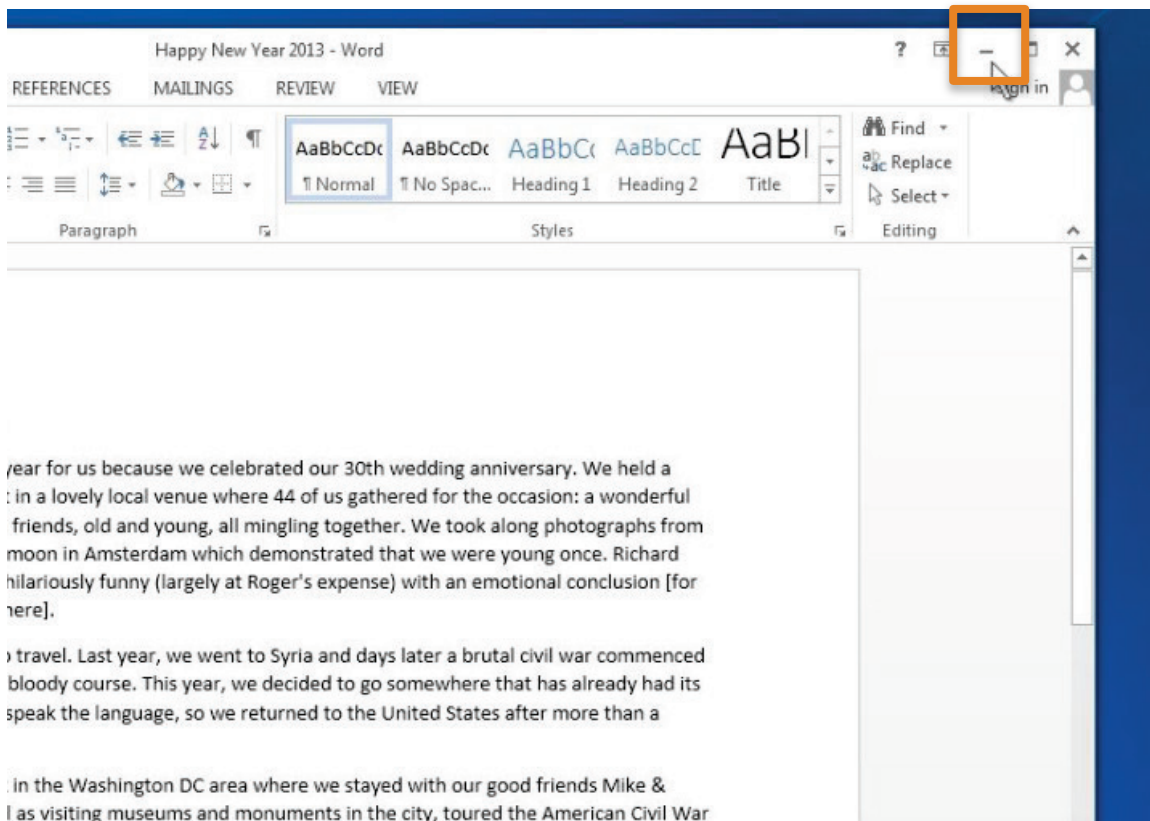 Happy New Year 2013 - Word ?
REFERENCES MAILINGS REVIEW VIEW in
AaBbCcDc AaBbCcDc AaBbC AaBbCcD AaB
¶ Normal ¶ No Spac... Heading 1 Heading 2 Title
Find
Replace
Select
Paragraph Styles Editing
year for us because we celebrated our 30th wedding anniversary. We held a
in a lovely local venue where 44 of us gathered for the occasion: a wonderful
friends, old and young, all mingling together. We took along photographs from
moon in Amsterdam which demonstrated that we were young once. Richard
hilariously funny (largely at Roger's expense) with an emotional conclusion [for
here].
travel. Last year, we went to Syria and days later a brutal civil war commenced
bloody course. This year, we decided to go somewhere that has already had its
speak the language, so we returned to the United States after more than a
in the Washington DC area where we stayed with our good friends Mike &
as visiting museums and monuments in the city, toured the American Civil War